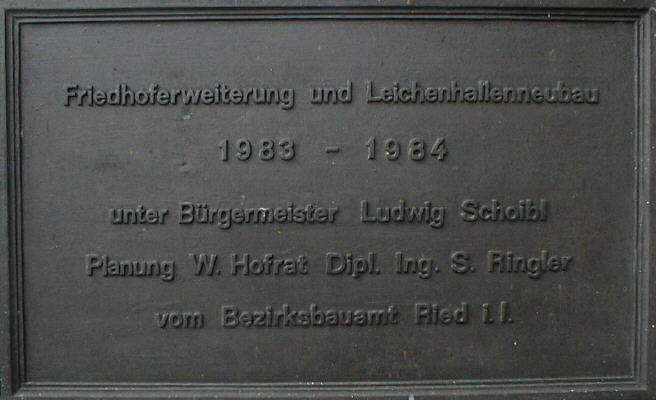 Friedhoferweiterung und Leichenhallenneubau
1983 - 1984
unter Bürgermeister Ludwig Schoibl
Planung W. Hofrat Dipl. Ing. S. Ringler
vom Bezirksbauamt Ried i. I.